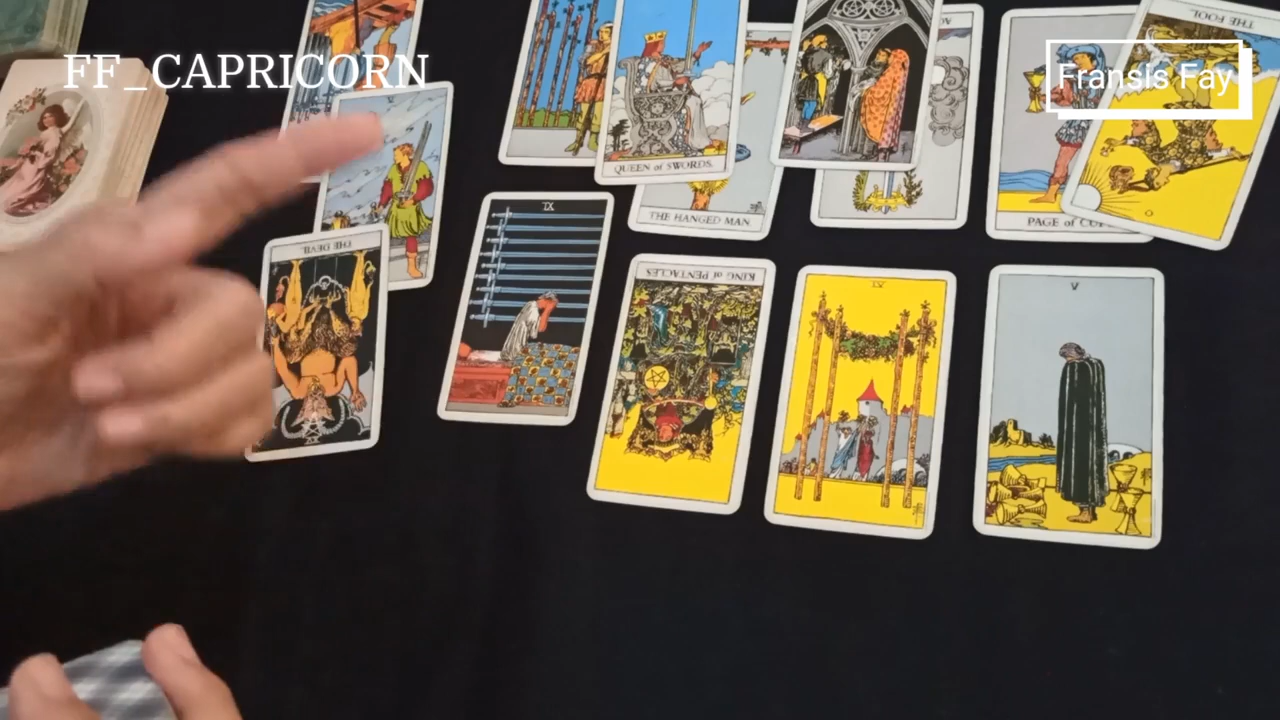 FF_CAPRICORN
Fransis Fay
THE FOOL
QUEEN of SWORDS.
THE HANGED MAN
PAGE of CUPS
THE DEVIL
IX
KING of PENTACLES
V